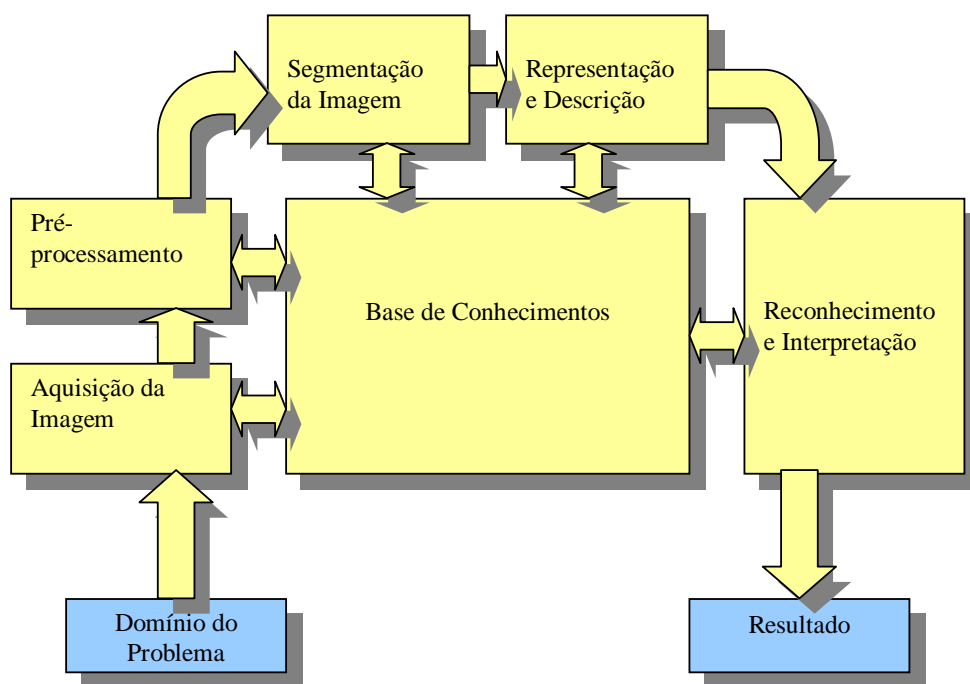 Segmentação
da Imagem
Representação
e Descrição
Pré-
processamento
Base de Conhecimentos
Reconhecimento
e Interpretação
Aquisição da
Imagem
Domínio do
Problema
Resultado